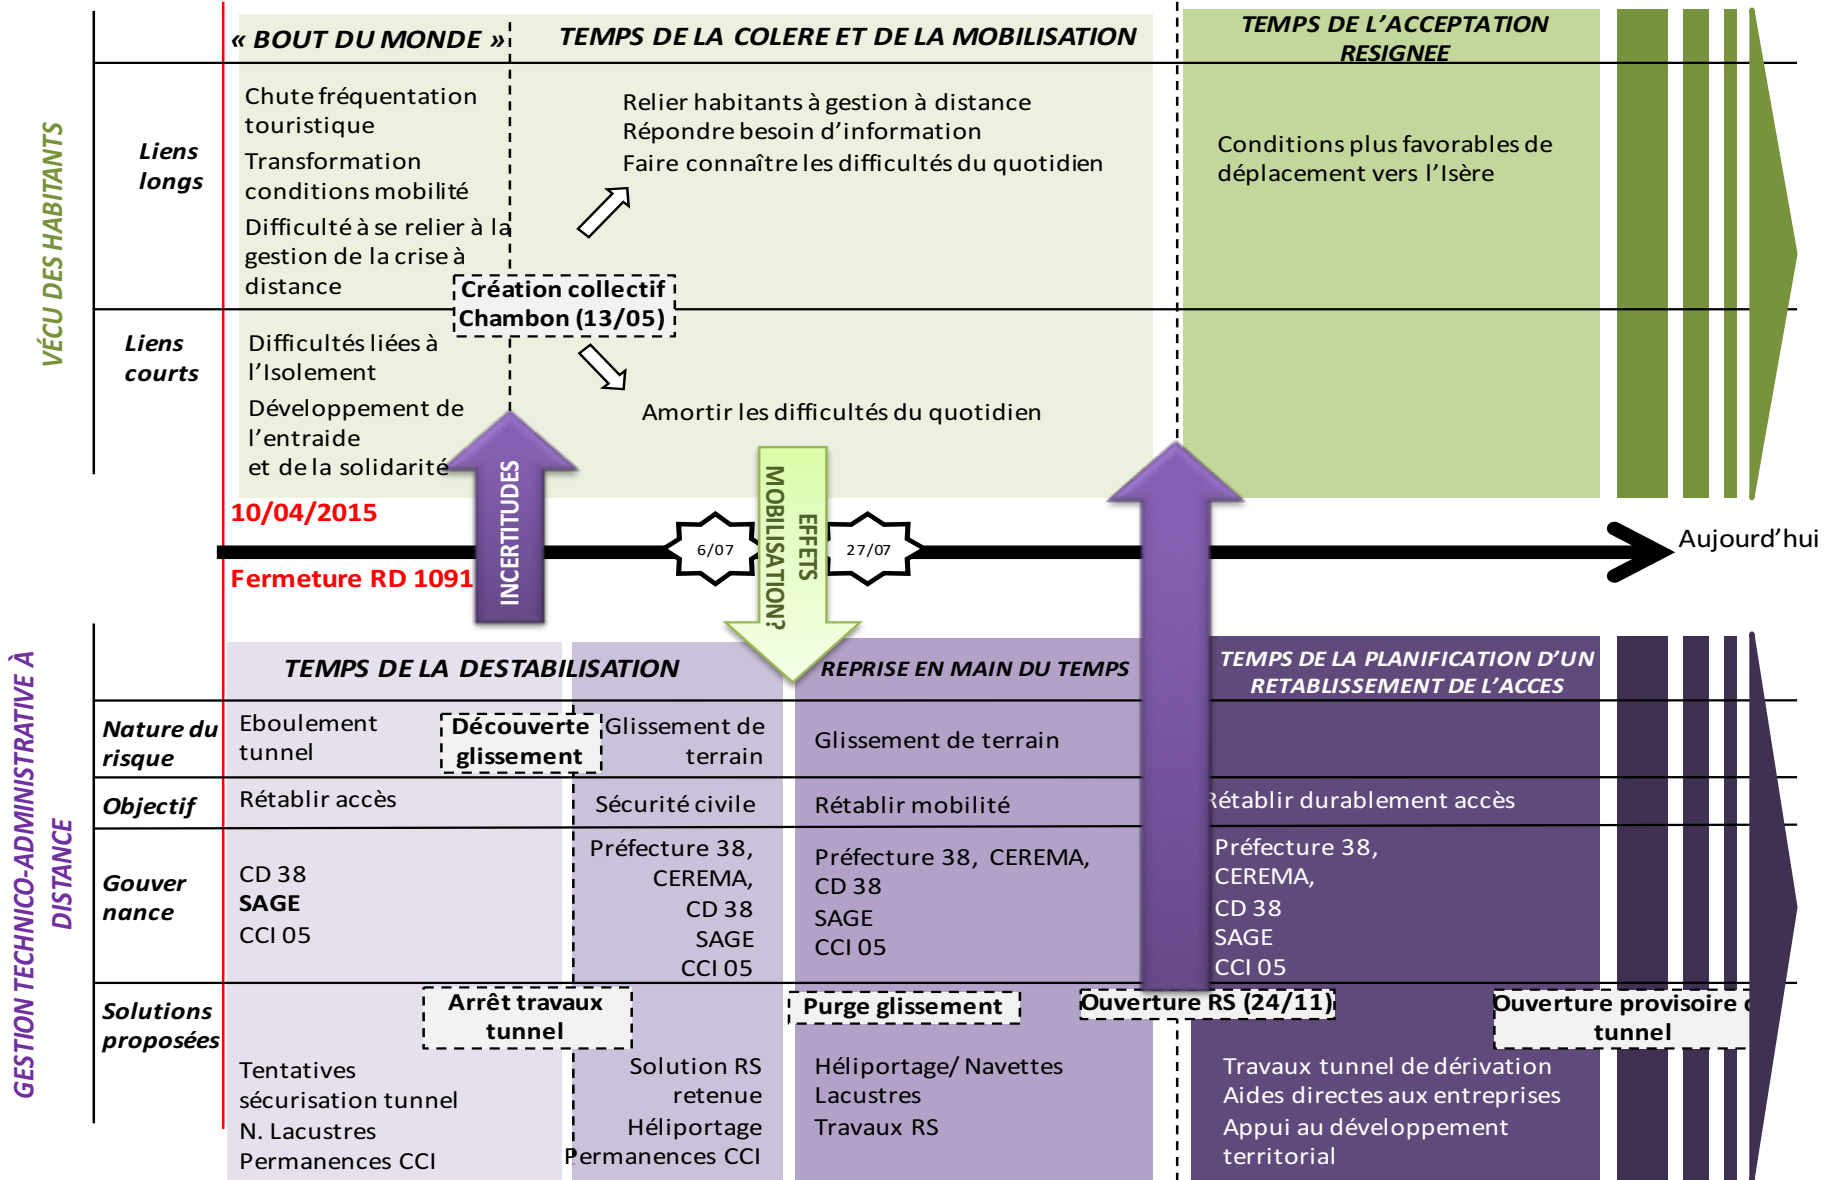 « BOUT DU MONDE »
TEMPS DE LA COLERE ET DE LA MOBILISATION
TEMPS DE L’ACCEPTATION
RESIGNEE
VÉCU DES HABITANTS
Liens
longs
Chute fréquentation
touristique
Transformation
conditions mobilité
Difficulté à se relier à la
gestion de la crise à
distance
Relier habitants à gestion à distance
Répondre besoin d’information
Faire connaître les difficultés du quotidien
Conditions plus favorables de
déplacement vers l’Isère
Création collectif
Chambon (13/05)
Liens
courts
Difficultés liées à
l’Isolement
Développement de
l’entraide
et de la solidarité
Amortir les difficultés du quotidien
INCERTITUDES
EFFETS
MOBILISATION?
10/04/2015
Fermeture RD 1091
6/07
27/07
Aujourd’hui
GESTION TECHNICO-ADMINISTRATIVE À
DISTANCE
TEMPS DE LA DESTABILISATION
REPRISE EN MAIN DU TEMPS
TEMPS DE LA PLANIFICATION D’UN
RETABLISSEMENT DE L’ACCES
Nature du
risque
Eboulement
tunnel
Découverte
glissement
Glissement de
terrain
Glissement de terrain
Objectif
Rétablir accès
Sécurité civile
Rétablir mobilité
Rétablir durablement accès
Gouver
nance
CD 38
SAGE
CCI 05
Préfecture 38,
CEREMA,
CD 38
SAGE
CCI 05
Préfecture 38, CEREMA,
CD 38
SAGE
CCI 05
Préfecture 38,
CEREMA,
CD 38
SAGE
CCI 05
Solutions
proposées
Arrêt travaux
tunnel
Purge glissement
Ouverture RS (24/11)
Ouverture provisoire
tunnel
Tentatives
sécurisation tunnel
N. Lacustres
Permanences CCI
Solution RS
retenue
Héliportage
Permanences CCI
Héliportage/ Navettes
Lacustres
Travaux RS
Travaux tunnel de dérivation
Aides directes aux entreprises
Appui au développement
territorial